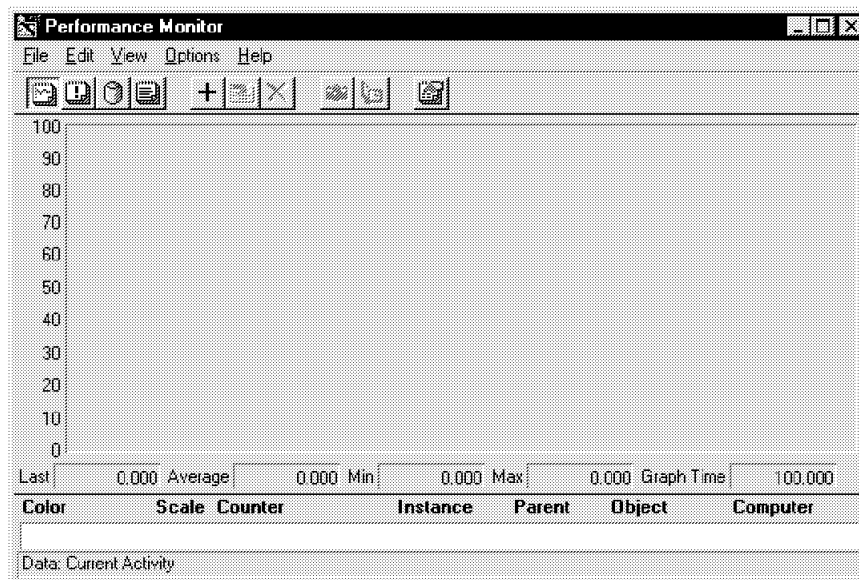 Performance Monitor
File Edit View Options Help
100
90
80
70
60
50
40
30
20
10
0
Last 0.000 Average 0.000 Min 0.000 Max 0.000 Graph Time 100.000
Color Scale Counter Instance Parent Object Computer
Data: Current Activity